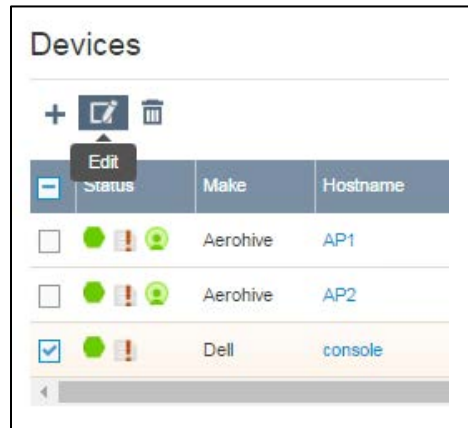 Devices
Edit
Status Make Hostname
Aerohive AP1
Aerohive AP2
Dell console